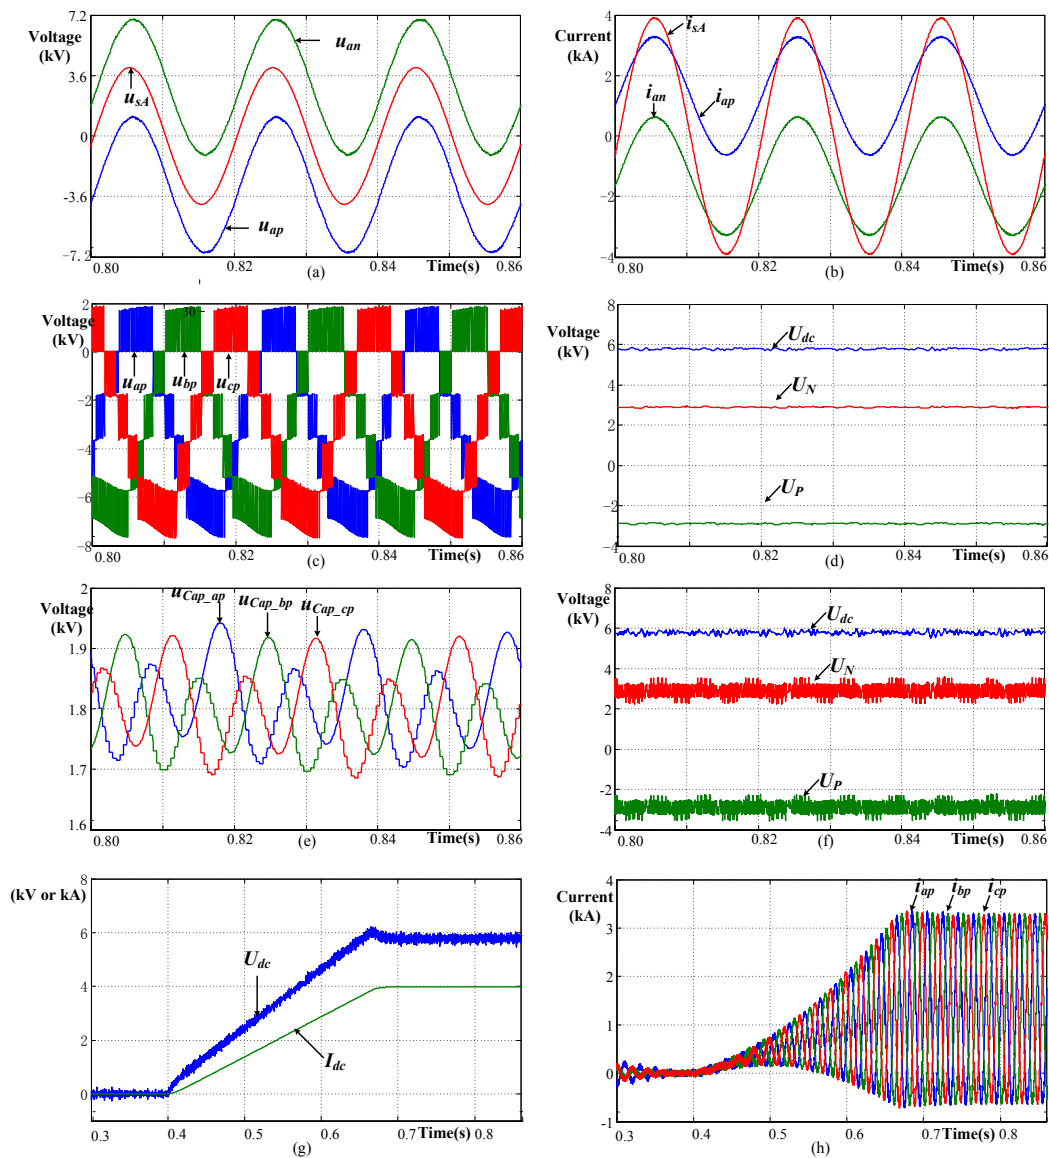 7.2
Voltage
(kV)
3.6
0
-3.6
-7.2
u_an
u_sA
u_ap
0.80
0.82
0.84
Time(s)
0.86
(a)
4
Current
(kA)
2
0
-2
-4
i_sA
i_an
i_ap
0.80
0.82
0.84
Time(s)
0.86
(b)
2
Voltage
(kV)
0
-2
-4
-6
-8
30
u_ap
u_bp
u_cp
0.80
0.82
0.84
Time(s)
0.86
(c)
8
Voltage
(kV)
6
4
2
0
-2
-4
U_dc
U_N
U_P
0.80
0.82
0.84
Time(s)
0.86
(d)
2
Voltage
(kV)
1.9
1.8
1.7
1.6
u_Cap_ap
u_Cap_bp
u_Cap_cp
0.80
0.82
0.84
Time(s)
0.86
(e)
8
Voltage
(kV)
6
4
2
0
-2
-4
U_dc
U_N
U_P
0.80
0.82
0.84
Time(s)
0.86
(f)
8
(kV or kA)
6
4
2
0
U_dc
I_dc
0.3
0.4
0.5
0.6
0.7
Time(s)
0.8
(g)
4
Current
(kA)
3
2
1
0
-1
i_ap
i_bp
i_cp
0.3
0.4
0.5
0.6
0.7
Time(s)
0.8
(h)